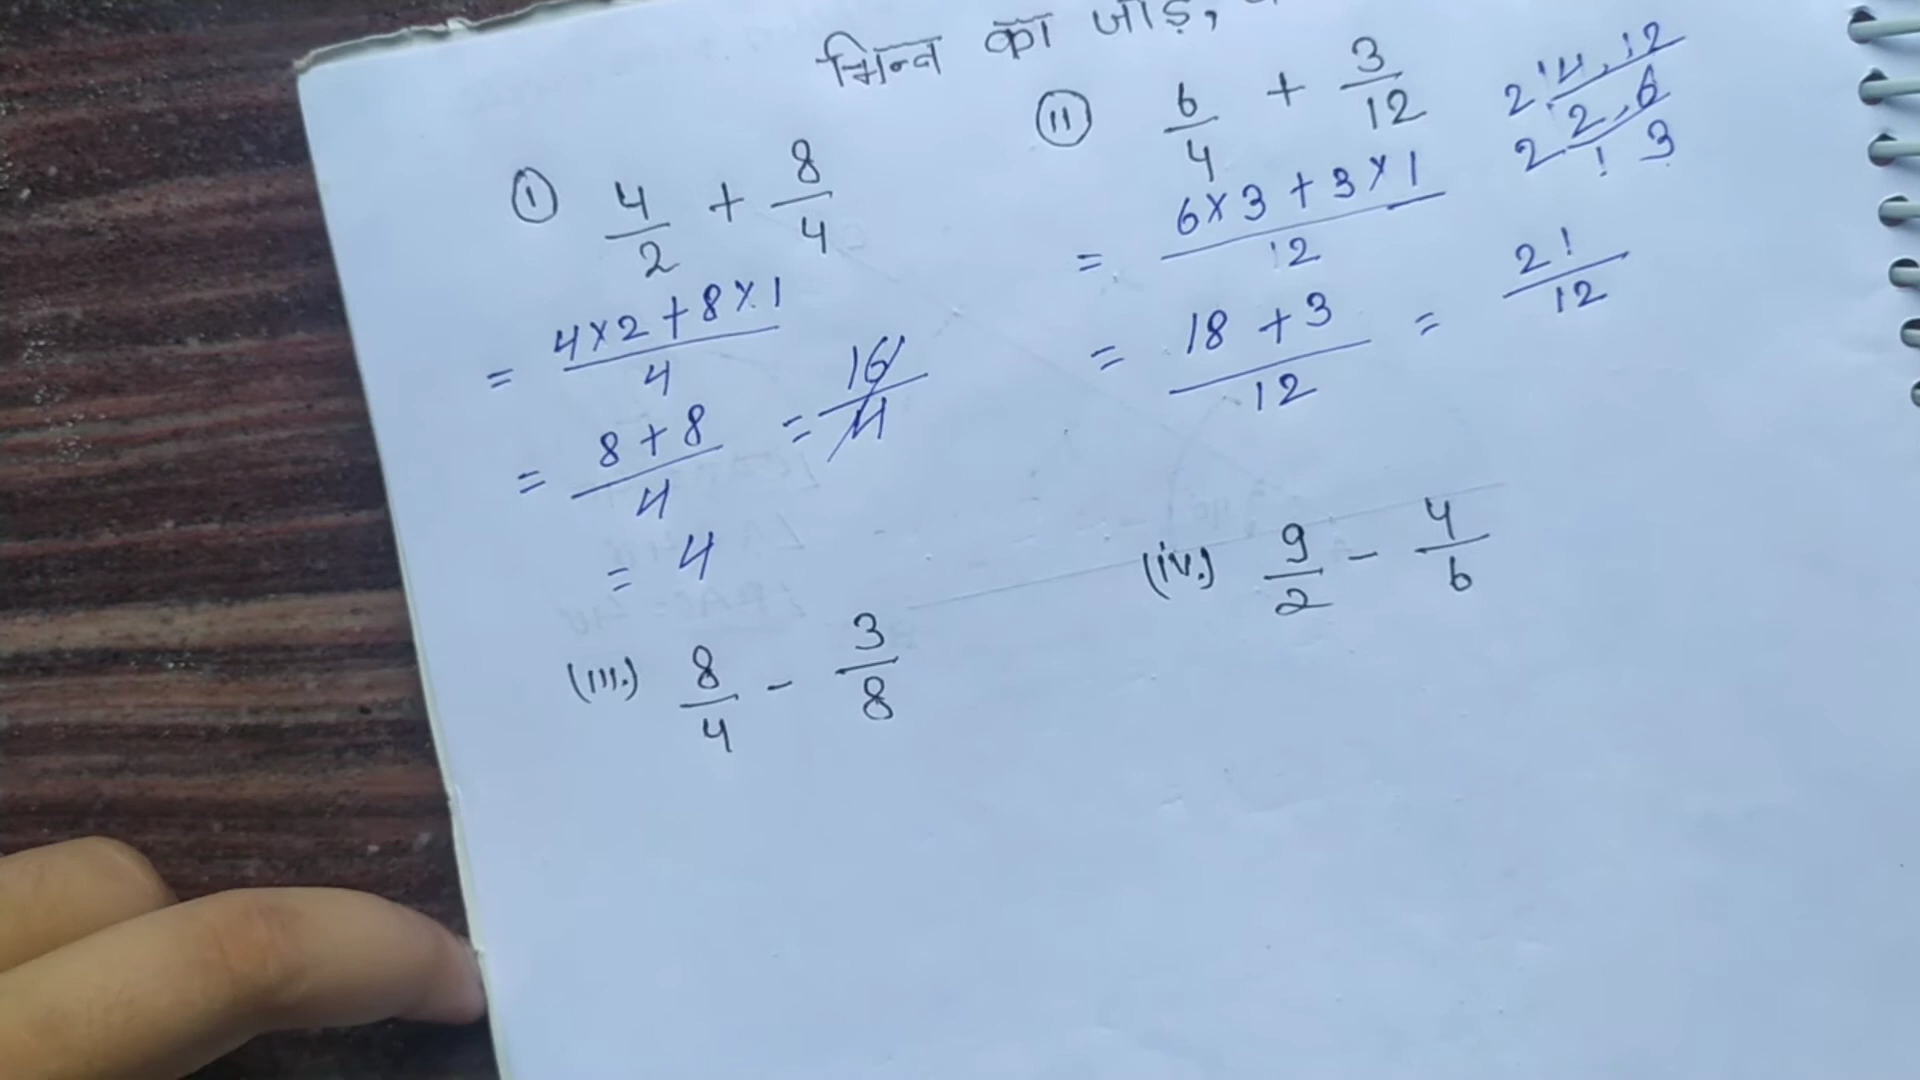 भिन्न का जोड़,
(I) 4/2 + 8/4
= 4×2+8×1/4
= 8+8/4 = 16/4
= 4
(II) 6/4 + 3/12
= 6×3+3×1/12
= 18+3/12 = 21/12
2 4,12
2 2,6
1 3
(III.) 8/4 - 3/8
(iv.) 9/2 - 4/6